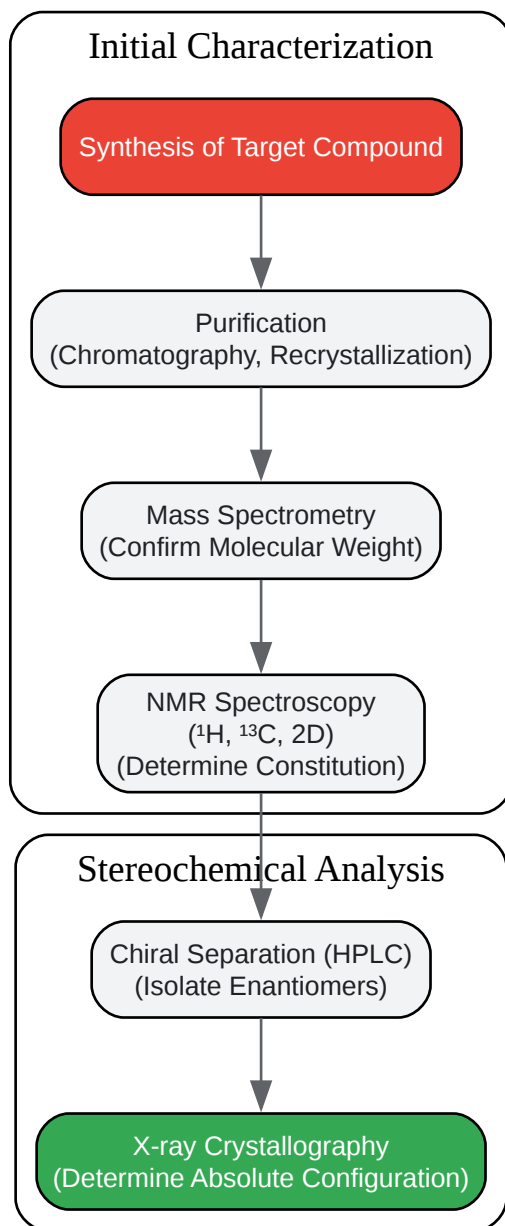 Initial Characterization
Synthesis of Target Compound
Purification
(Chromatography, Recrystallization)
Mass Spectrometry
(Confirm Molecular Weight)
NMR Spectroscopy
(¹H, ¹³C, 2D)
(Determine Constitution)
Stereochemical Analysis
Chiral Separation (HPLC)
(Isolate Enantiomers)
X-ray Crystallography
(Determine Absolute Configuration)